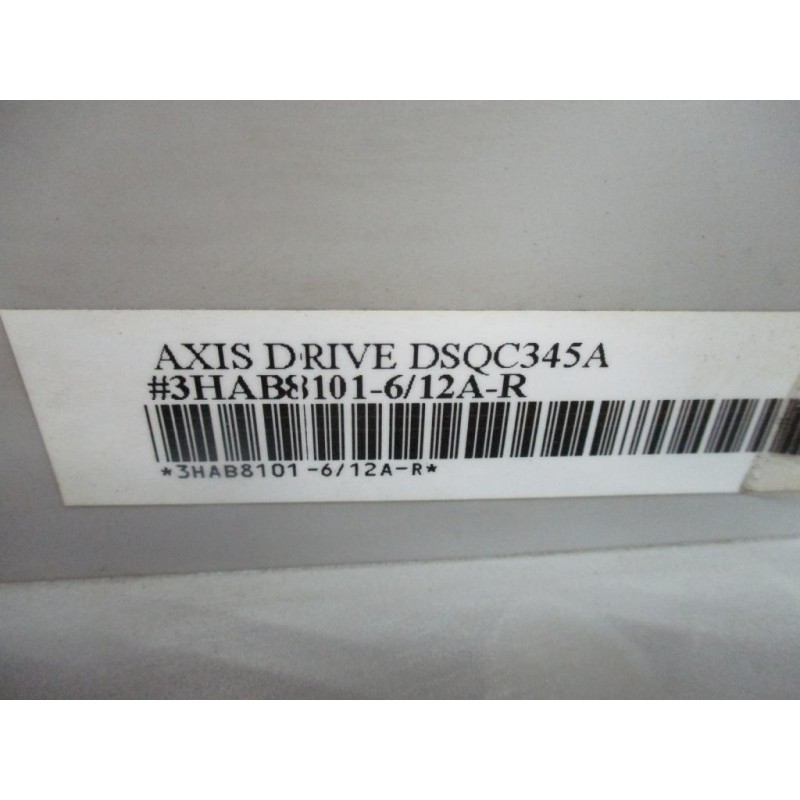 AXIS DRIVE DSQC345A
#3HAB8101-6/12A-R
*3HAB8101-6/12A-R*